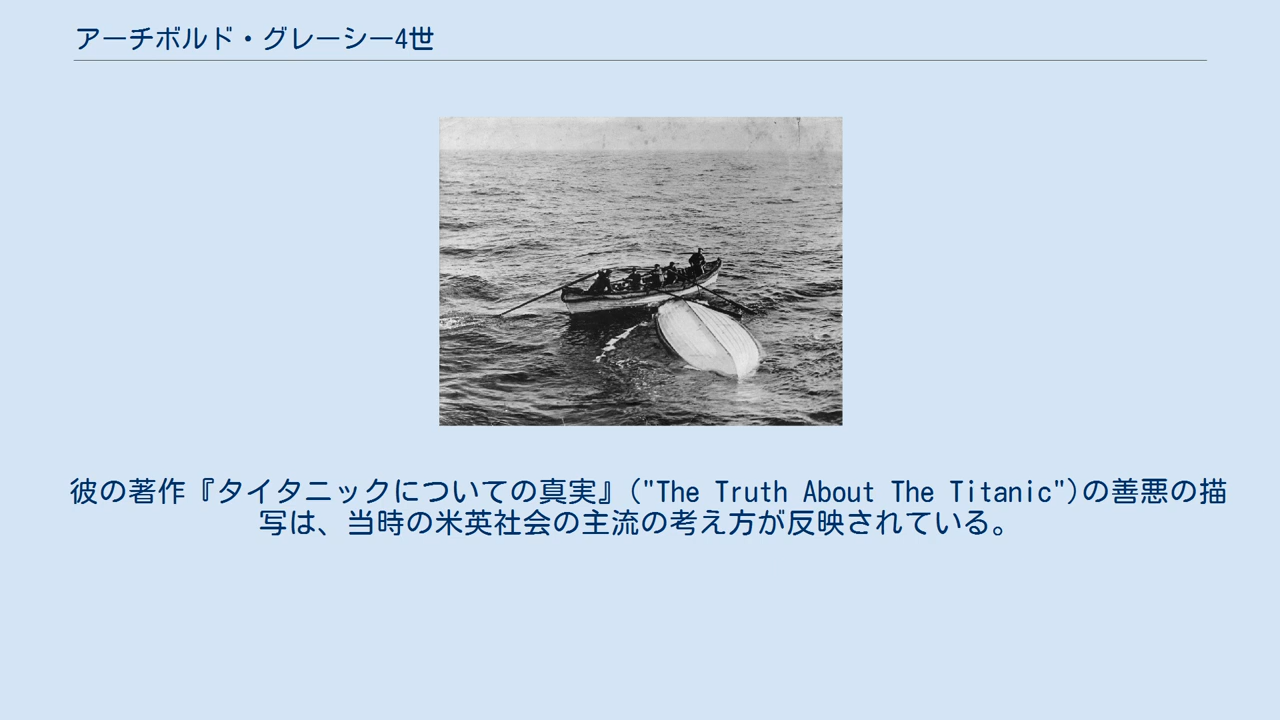 アーチボルド・グレーシー4世
彼の著作『タイタニックについての真実』("The Truth About The Titanic")の善悪の描
写は、当時の米英社会の主流の考え方が反映されている。